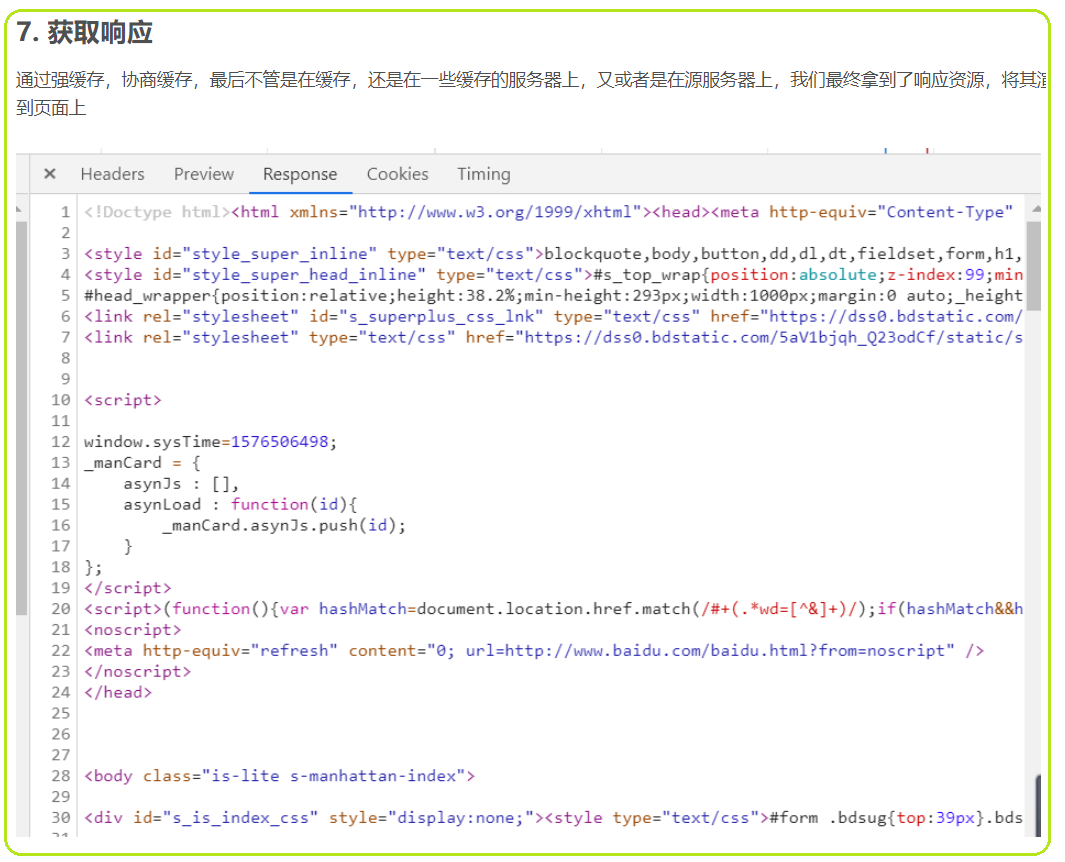 7. 获取响应
通过强缓存，协商缓存，最后不管是在缓存，还是在一些缓存的服务器上，又或者是在源服务器上，我们最终拿到了响应资源，将其渲
到页面上
× Headers Preview Response Cookies Timing
1 <!Doctype html><html xmlns="http://www.w3.org/1999/xhtml"><head><meta http-equiv="Content-Type"
2
3 <style id="style_super_inline" type="text/css">blockquote,body,button,dd,dl,dt,fieldset,form,h1,
4 <style id="style_super_head_inline" type="text/css">#s_top_wrap{position:absolute;z-index:99;min
5 #head_wrapper{position:relative;height:38.2%;min-height:293px;width:1000px;margin:0 auto;_height
6 <link rel="stylesheet" id="s_superplus_css_lnk" type="text/css" href="https://dss0.bdstatic.com/
7 <link rel="stylesheet" type="text/css" href="https://dss0.bdstatic.com/5aV1bjqh_Q23odCf/static/s
8
9
10 <script>
11
12 window.sysTime=1576506498;
13 _manCard = {
14     asynJs : [],
15     asynLoad : function(id){
16         _manCard.asynJs.push(id);
17     }
18 };
19 </script>
20 <script>(function(){var hashMatch=document.location.href.match(/#+(.*wd=[^&]+)/);if(hashMatch&&h
21 <noscript>
22 <meta http-equiv="refresh" content="0; url=http://www.baidu.com/baidu.html?from=noscript" />
23 </noscript>
24 </head>
25
26
27
28 <body class="is-lite s-manhattan-index">
29
30 <div id="s_is_index_css" style="display:none;"><style type="text/css">#form .bdsug{top:39px}.bds
31